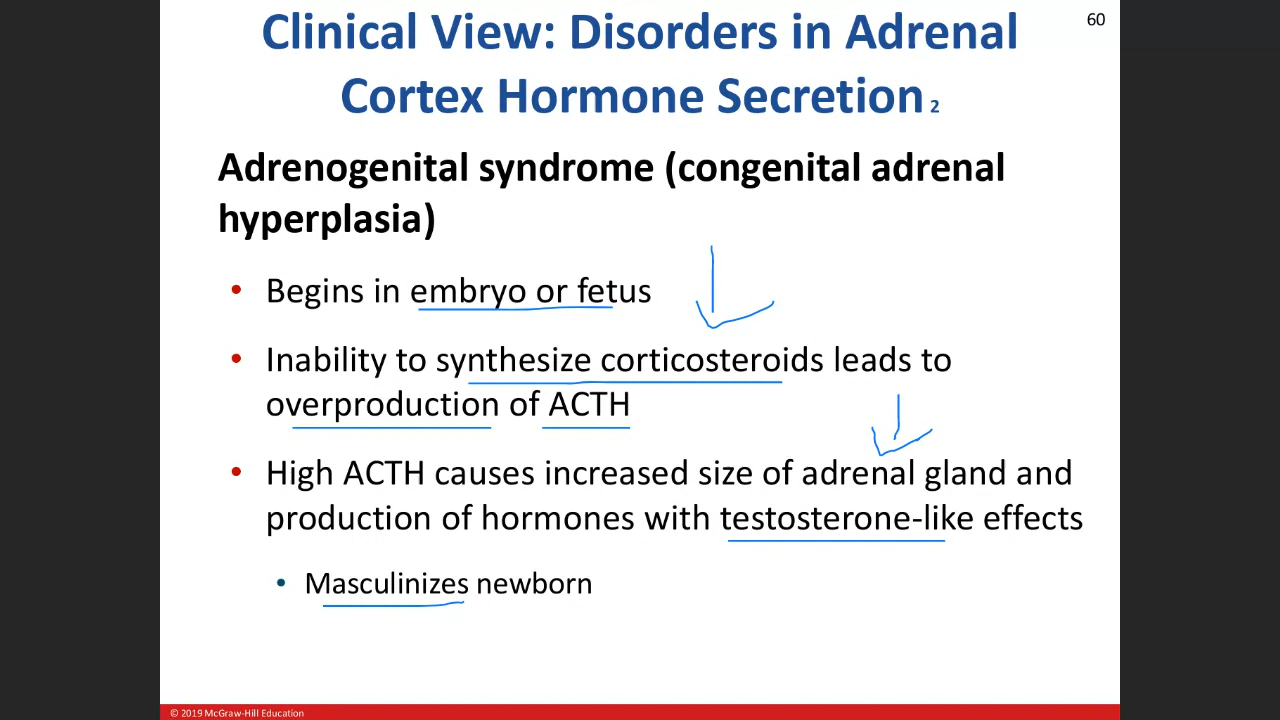 60
Clinical View: Disorders in Adrenal
Cortex Hormone Secretion 2
Adrenogenital syndrome (congenital adrenal
hyperplasia)
• Begins in embryo or fetus
• Inability to synthesize corticosteroids leads to
overproduction of ACTH
• High ACTH causes increased size of adrenal gland and
production of hormones with testosterone-like effects
• Masculinizes newborn
© 2019 McGraw-Hill Education